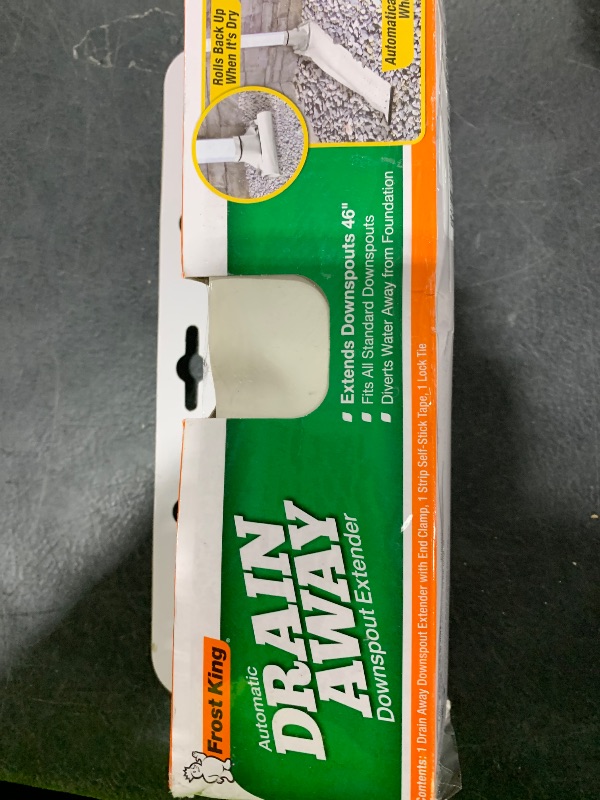 Frost King
Automatic
DRAIN
AWAY
Downspout Extender
Extends Downspouts 46"
Fits All Standard Downspouts
Diverts Water Away from Foundation
Rolls Back Up
When It's Dry
Contents: 1 Drain Away Downspout Extender with End Clamp, 1 Strip Self-Stick Tape, 1 Lock Tie